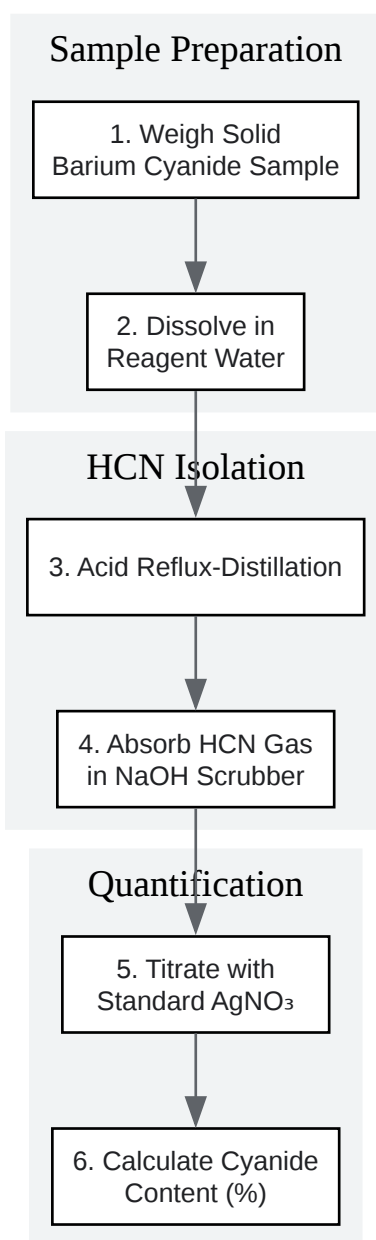 Sample Preparation
1. Weigh Solid
Barium Cyanide Sample
2. Dissolve in
Reagent Water
HCN Isolation
3. Acid Reflux-Distillation
4. Absorb HCN Gas
in NaOH Scrubber
Quantification
5. Titrate with
Standard AgNO₃
6. Calculate Cyanide
Content (%)